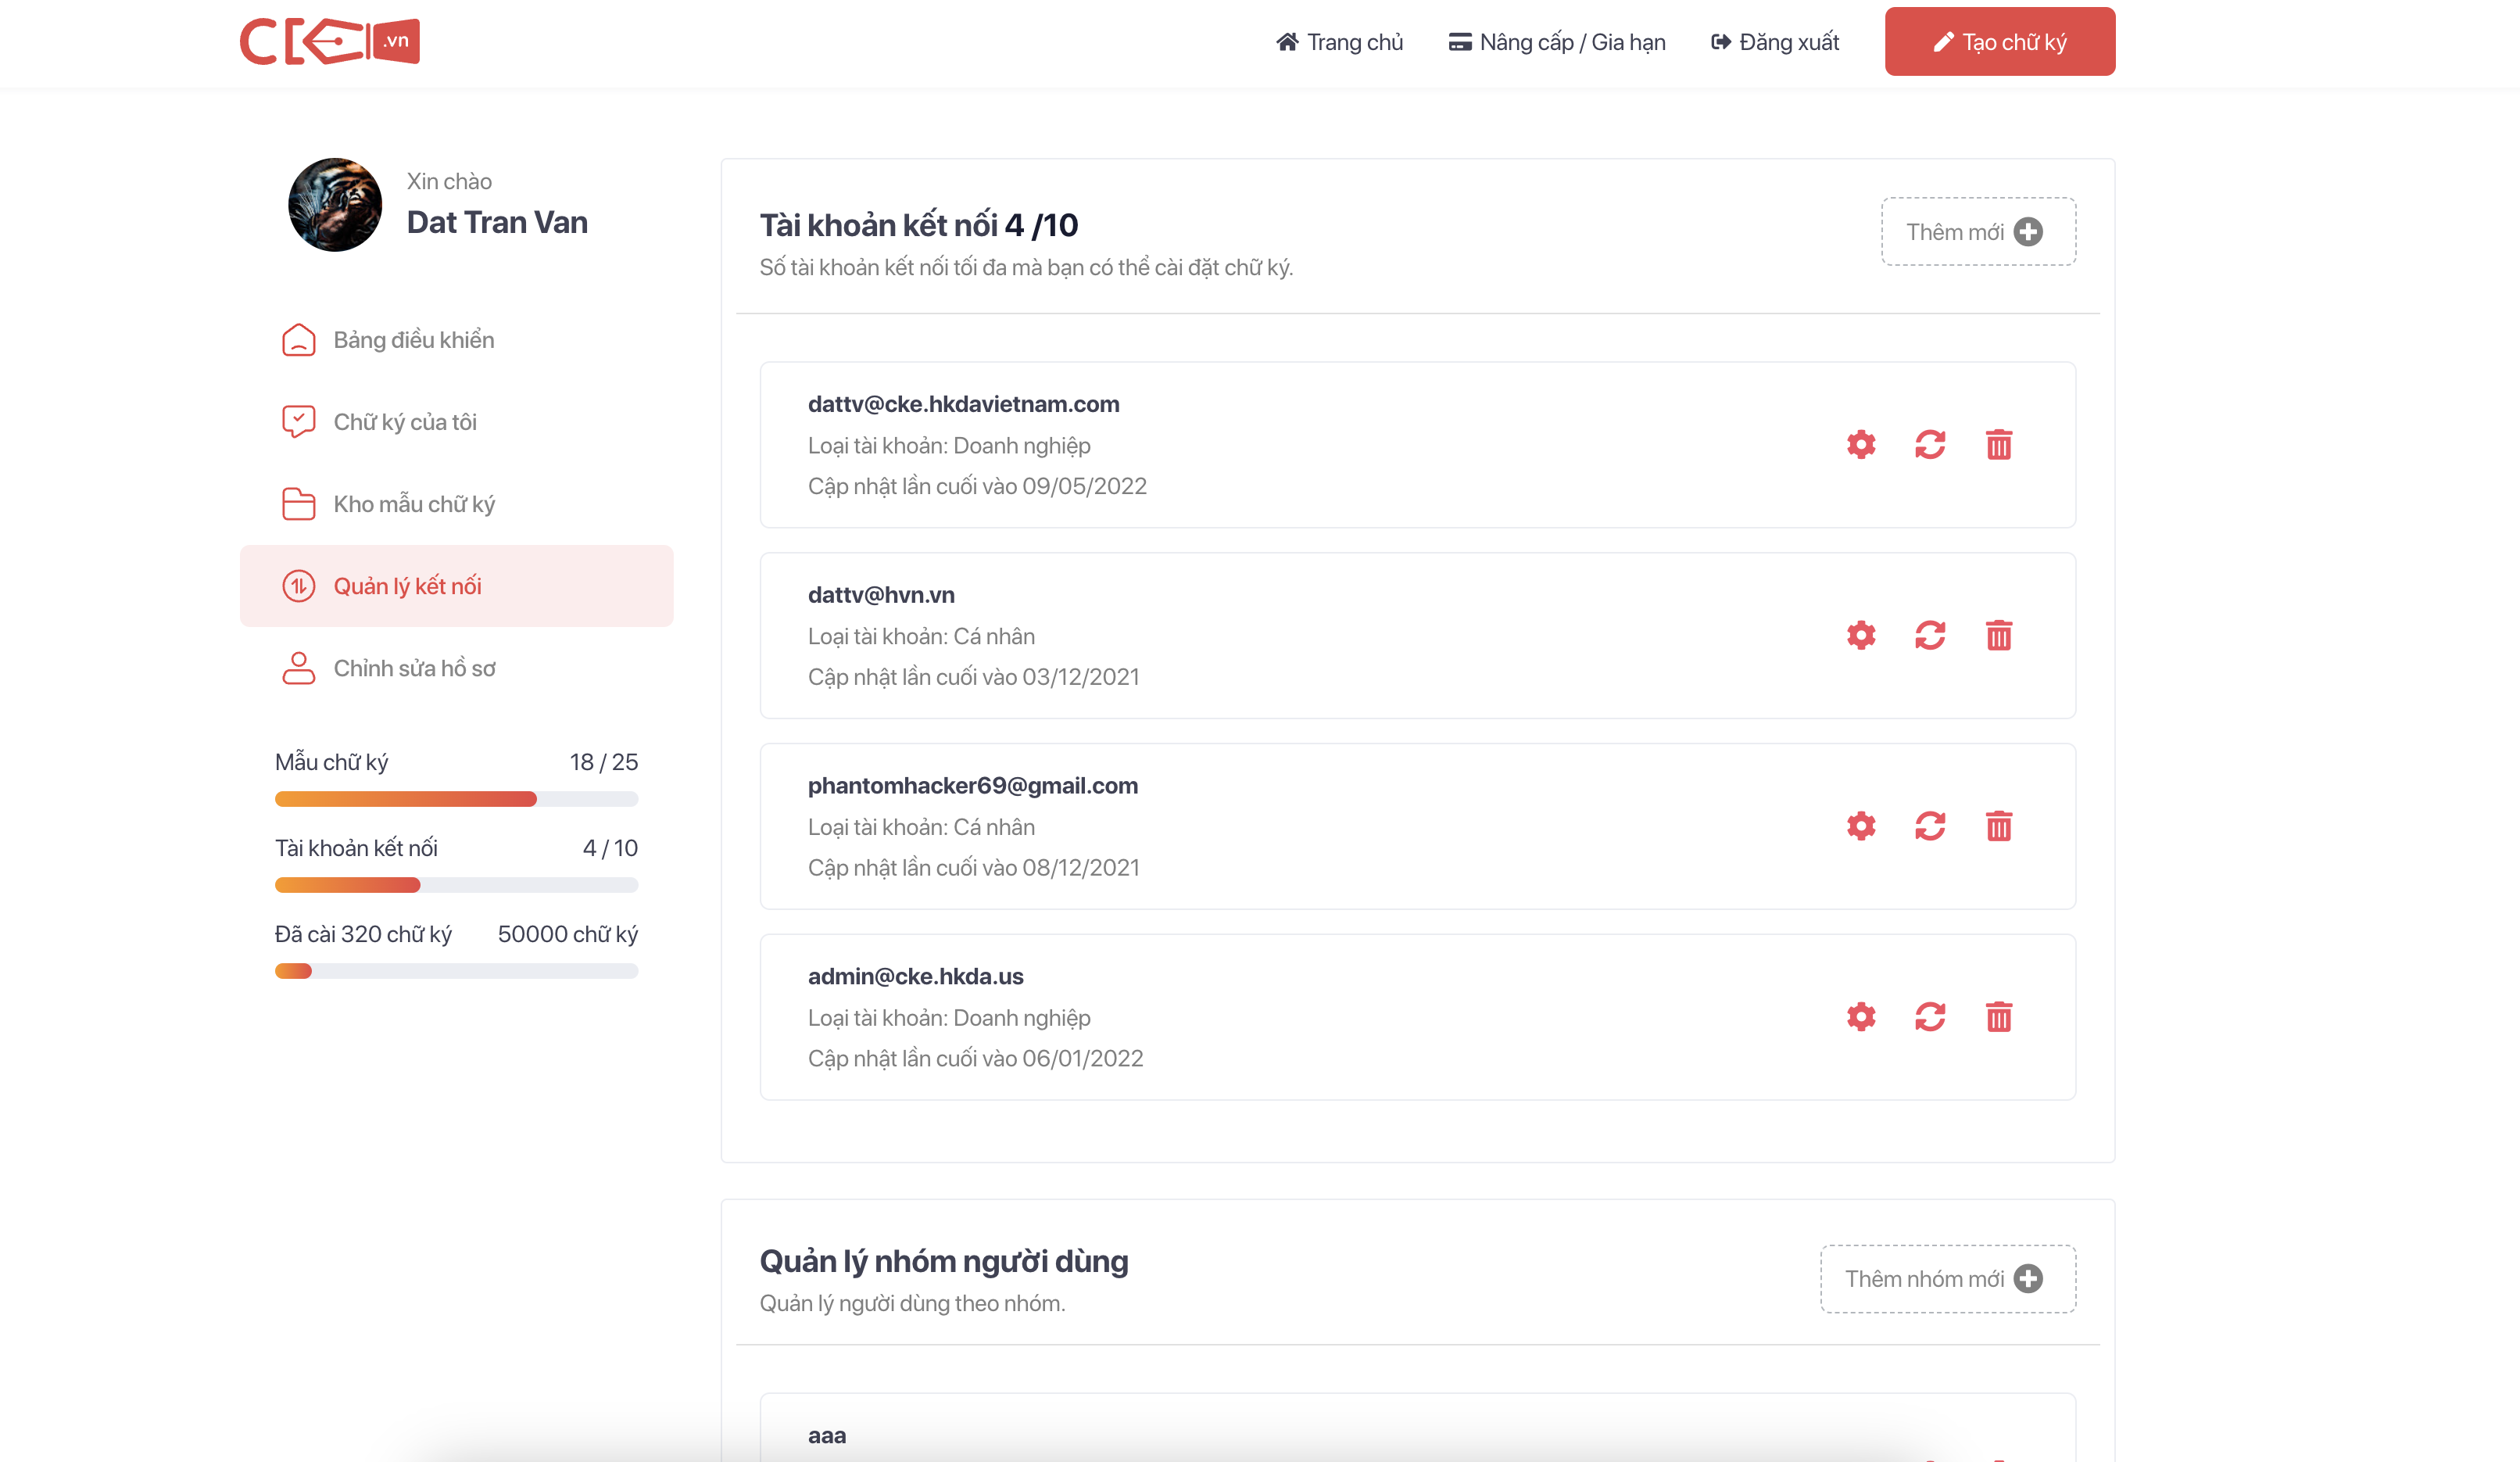 CKE .vn
Trang chủ
Nâng cấp / Gia hạn
Đăng xuất
Tạo chữ ký
Xin chào
Dat Tran Van
Bảng điều khiển
Chữ ký của tôi
Kho mẫu chữ ký
Quản lý kết nối
Chỉnh sửa hồ sơ
Mẫu chữ ký 18 / 25
Tài khoản kết nối 4 / 10
Đã cài 320 chữ ký 50000 chữ ký
Tài khoản kết nối 4 /10
Số tài khoản kết nối tối đa mà bạn có thể cài đặt chữ ký.
Thêm mới
dattv@cke.hkdavietnam.com
Loại tài khoản: Doanh nghiệp
Cập nhật lần cuối vào 09/05/2022
dattv@hvn.vn
Loại tài khoản: Cá nhân
Cập nhật lần cuối vào 03/12/2021
phantomhacker69@gmail.com
Loại tài khoản: Cá nhân
Cập nhật lần cuối vào 08/12/2021
admin@cke.hkda.us
Loại tài khoản: Doanh nghiệp
Cập nhật lần cuối vào 06/01/2022
Quản lý nhóm người dùng
Quản lý người dùng theo nhóm.
Thêm nhóm mới
aaa